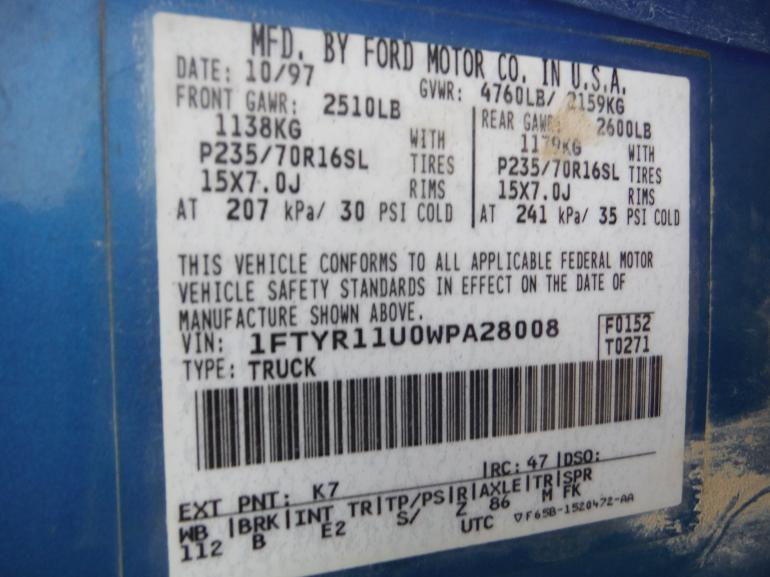 MFD. BY FORD MOTOR CO. IN U.S.A.
DATE: 10/97 GVWR: 4760LB/ 2159KG
FRONT GAWR: 2510LB REAR GAWR: 2600LB
1138KG WITH 1179KG WITH
P235/70R16SL TIRES P235/70R16SL TIRES
15X7.0J RIMS 15X7.0J RIMS
AT 207 kPa/ 30 PSI COLD AT 241 kPa/ 35 PSI COLD
THIS VEHICLE CONFORMS TO ALL APPLICABLE FEDERAL MOTOR
VEHICLE SAFETY STANDARDS IN EFFECT ON THE DATE OF
MANUFACTURE SHOWN ABOVE.
VIN: 1FTYR11U0WPA28008 F0152
TYPE: TRUCK T0271
EXT PNT: K7 RC: 47 DSO:
WB BRK INT TR TP/PS R AXLE TR SPR
112 B E2 S/ Z 86 M FK
UTC ▽F65B-1520472-AA